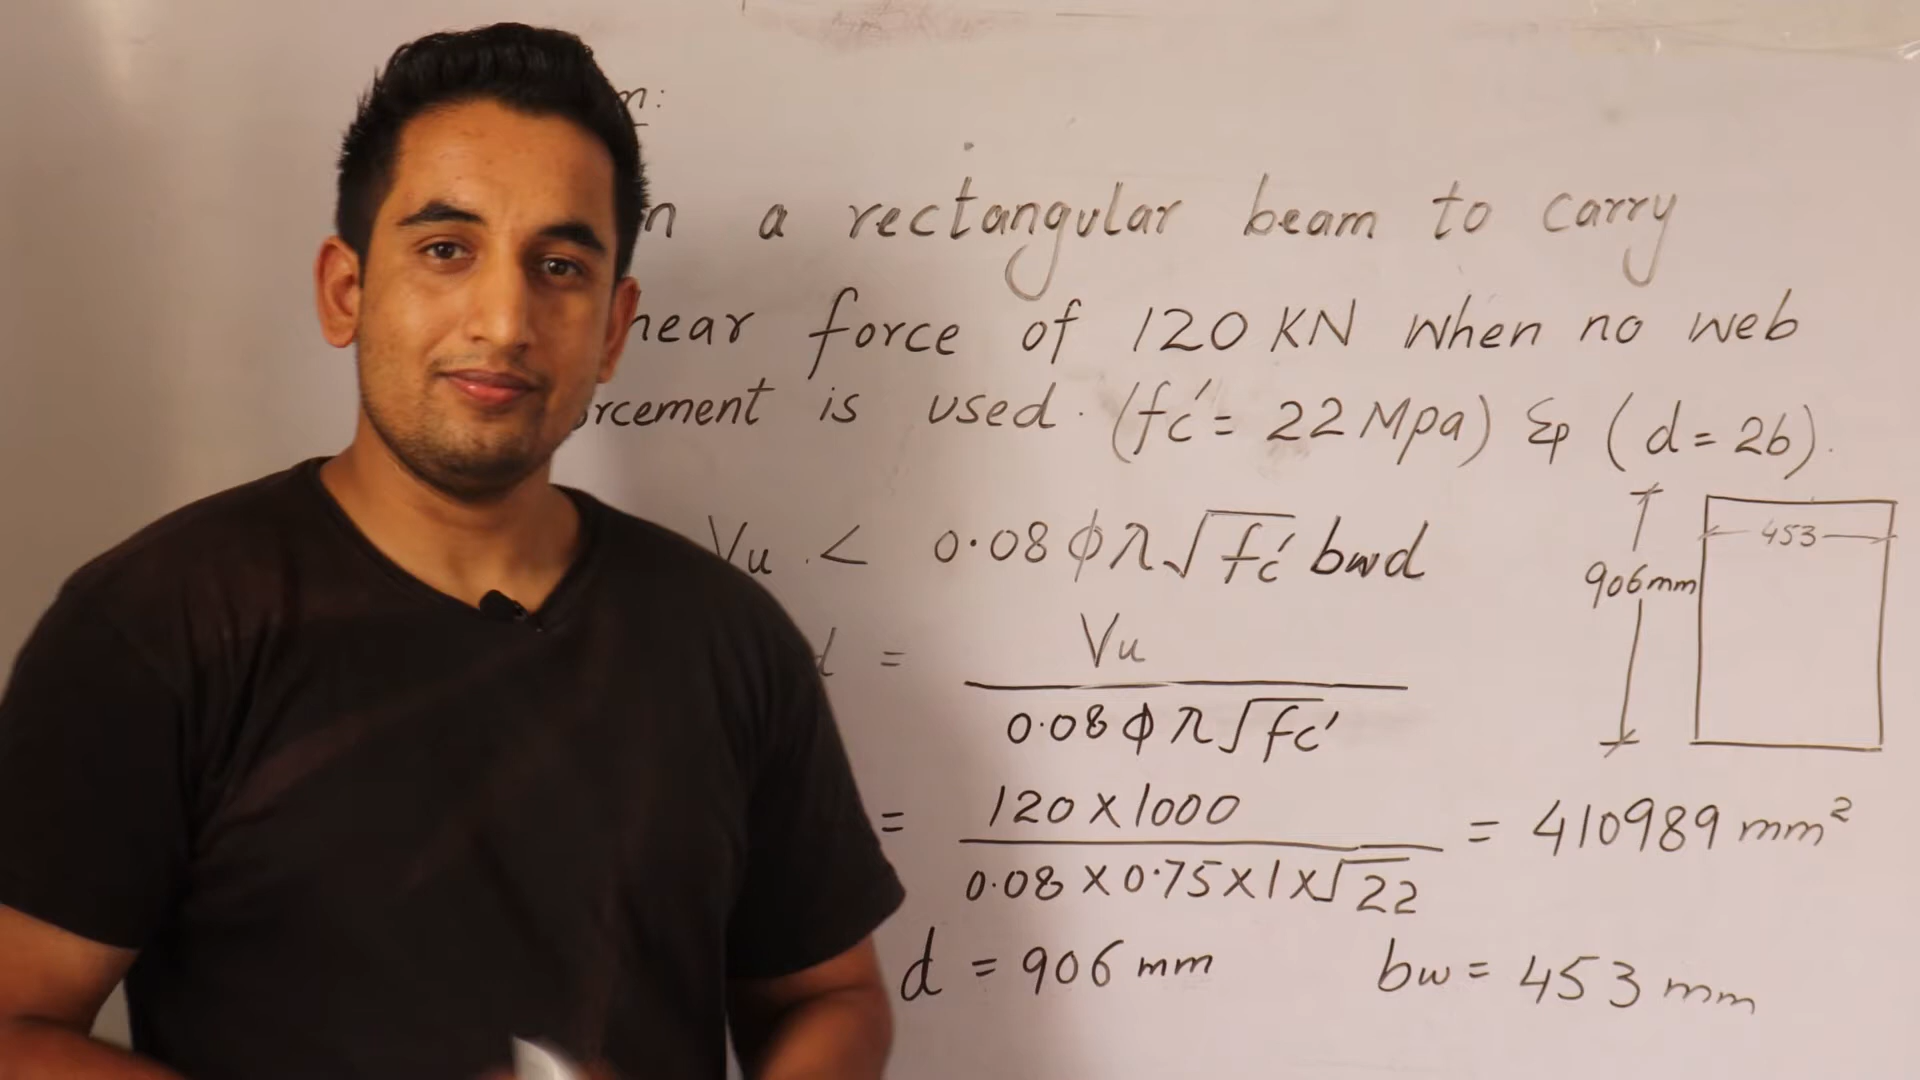 n:
n a rectangular beam to carry
hear force of 120 KN when no web
orcement is used. (fc' = 22 Mpa) & (d = 2b).
Vu < 0.08 ϕ λ √fc' bwd
453
906mm
d = Vu / 0.08 ϕ λ √fc'
= 120 X 1000 / 0.08 X 0.75 X 1 X √22 = 410989 mm²
d = 906 mm bw = 453 mm